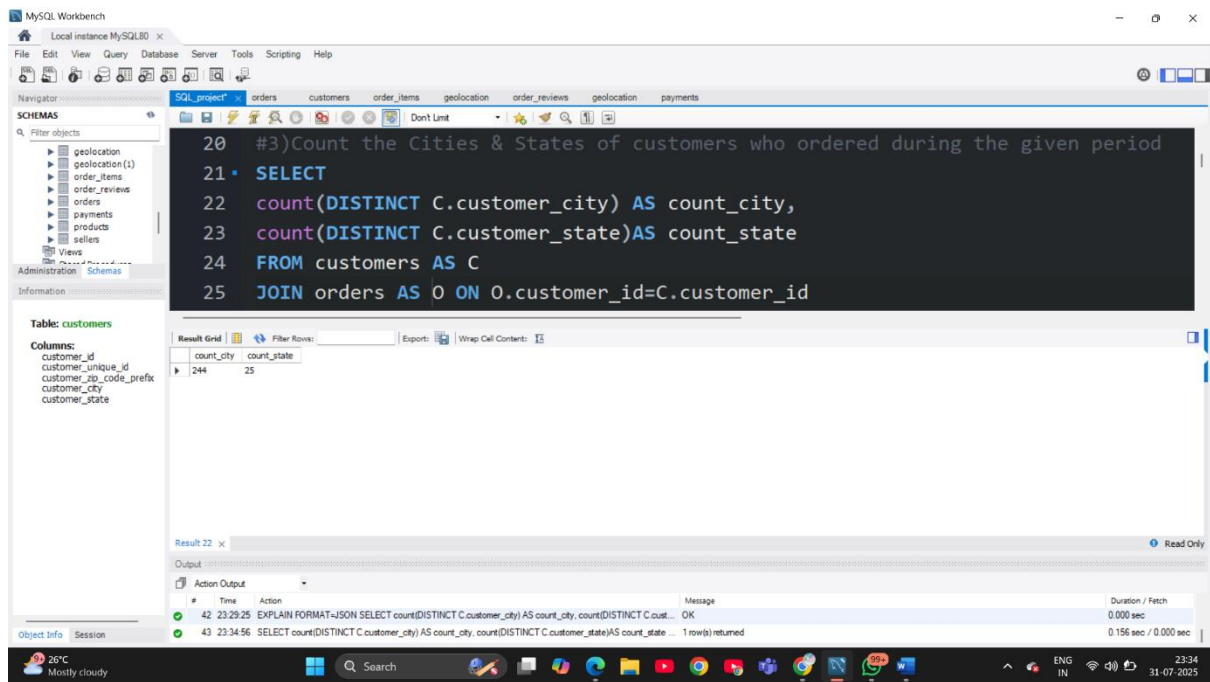 MySQL Workbench
Local instance MySQL80
File Edit View Query Database Server Tools Scripting Help
Navigator
SQL_project* orders customers order_items geolocation order_reviews geolocation payments
SCHEMAS
Filter objects
Don't Limit
geolocation
geolocation (1)
order_items
order_reviews
orders
payments
products
sellers
Views
Administration Schemas
Information
Table: customers
Columns:
customer_id
customer_unique_id
customer_zip_code_prefix
customer_city
customer_state
20 #3)Count the Cities & States of customers who ordered during the given period
21 SELECT
22 count(DISTINCT C.customer_city) AS count_city,
23 count(DISTINCT C.customer_state)AS count_state
24 FROM customers AS C
25 JOIN orders AS O ON O.customer_id=C.customer_id
Result Grid Filter Rows: Export: Wrap Cell Content:
count_city count_state
244 25
Result 22 Read Only
Output
Action Output
# Time Action Message Duration / Fetch
42 23:29:25 EXPLAIN FORMAT=JSON SELECT count(DISTINCT C.customer_city) AS count_city, count(DISTINCT C.cust... OK 0.000 sec
43 23:34:56 SELECT count(DISTINCT C.customer_city) AS count_city, count(DISTINCT C.customer_state)AS count_state ... 1 row(s) returned 0.156 sec / 0.000 sec
Object Info Session
26°C
Mostly cloudy
Search
99+
ENG
IN
23:34
31-07-2025